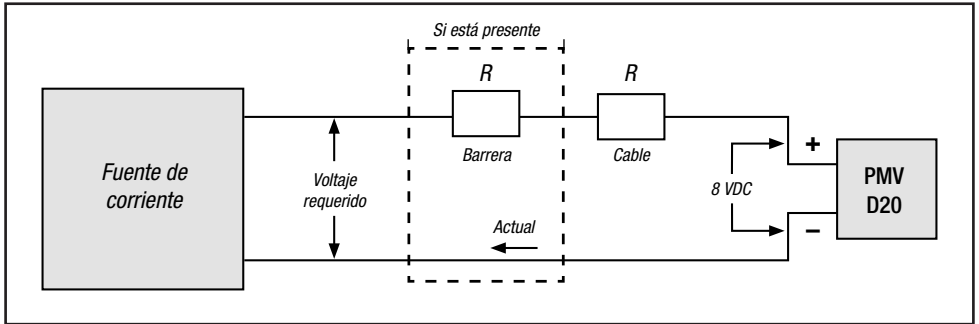 Si está presente
R
R
Fuente de
corriente
Voltaje
requerido
Barrera
Cable
8 VDC
+
−
PMV
D20
Actual